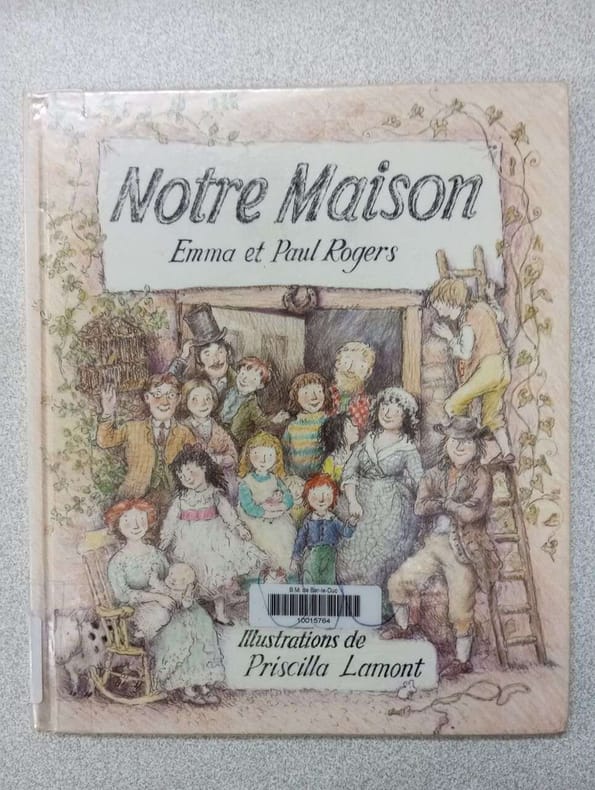 Notre Maison
Emma et Paul Rogers
B.M. de Bar-le-Duc
10015764
Illustrations de
Priscilla Lamont